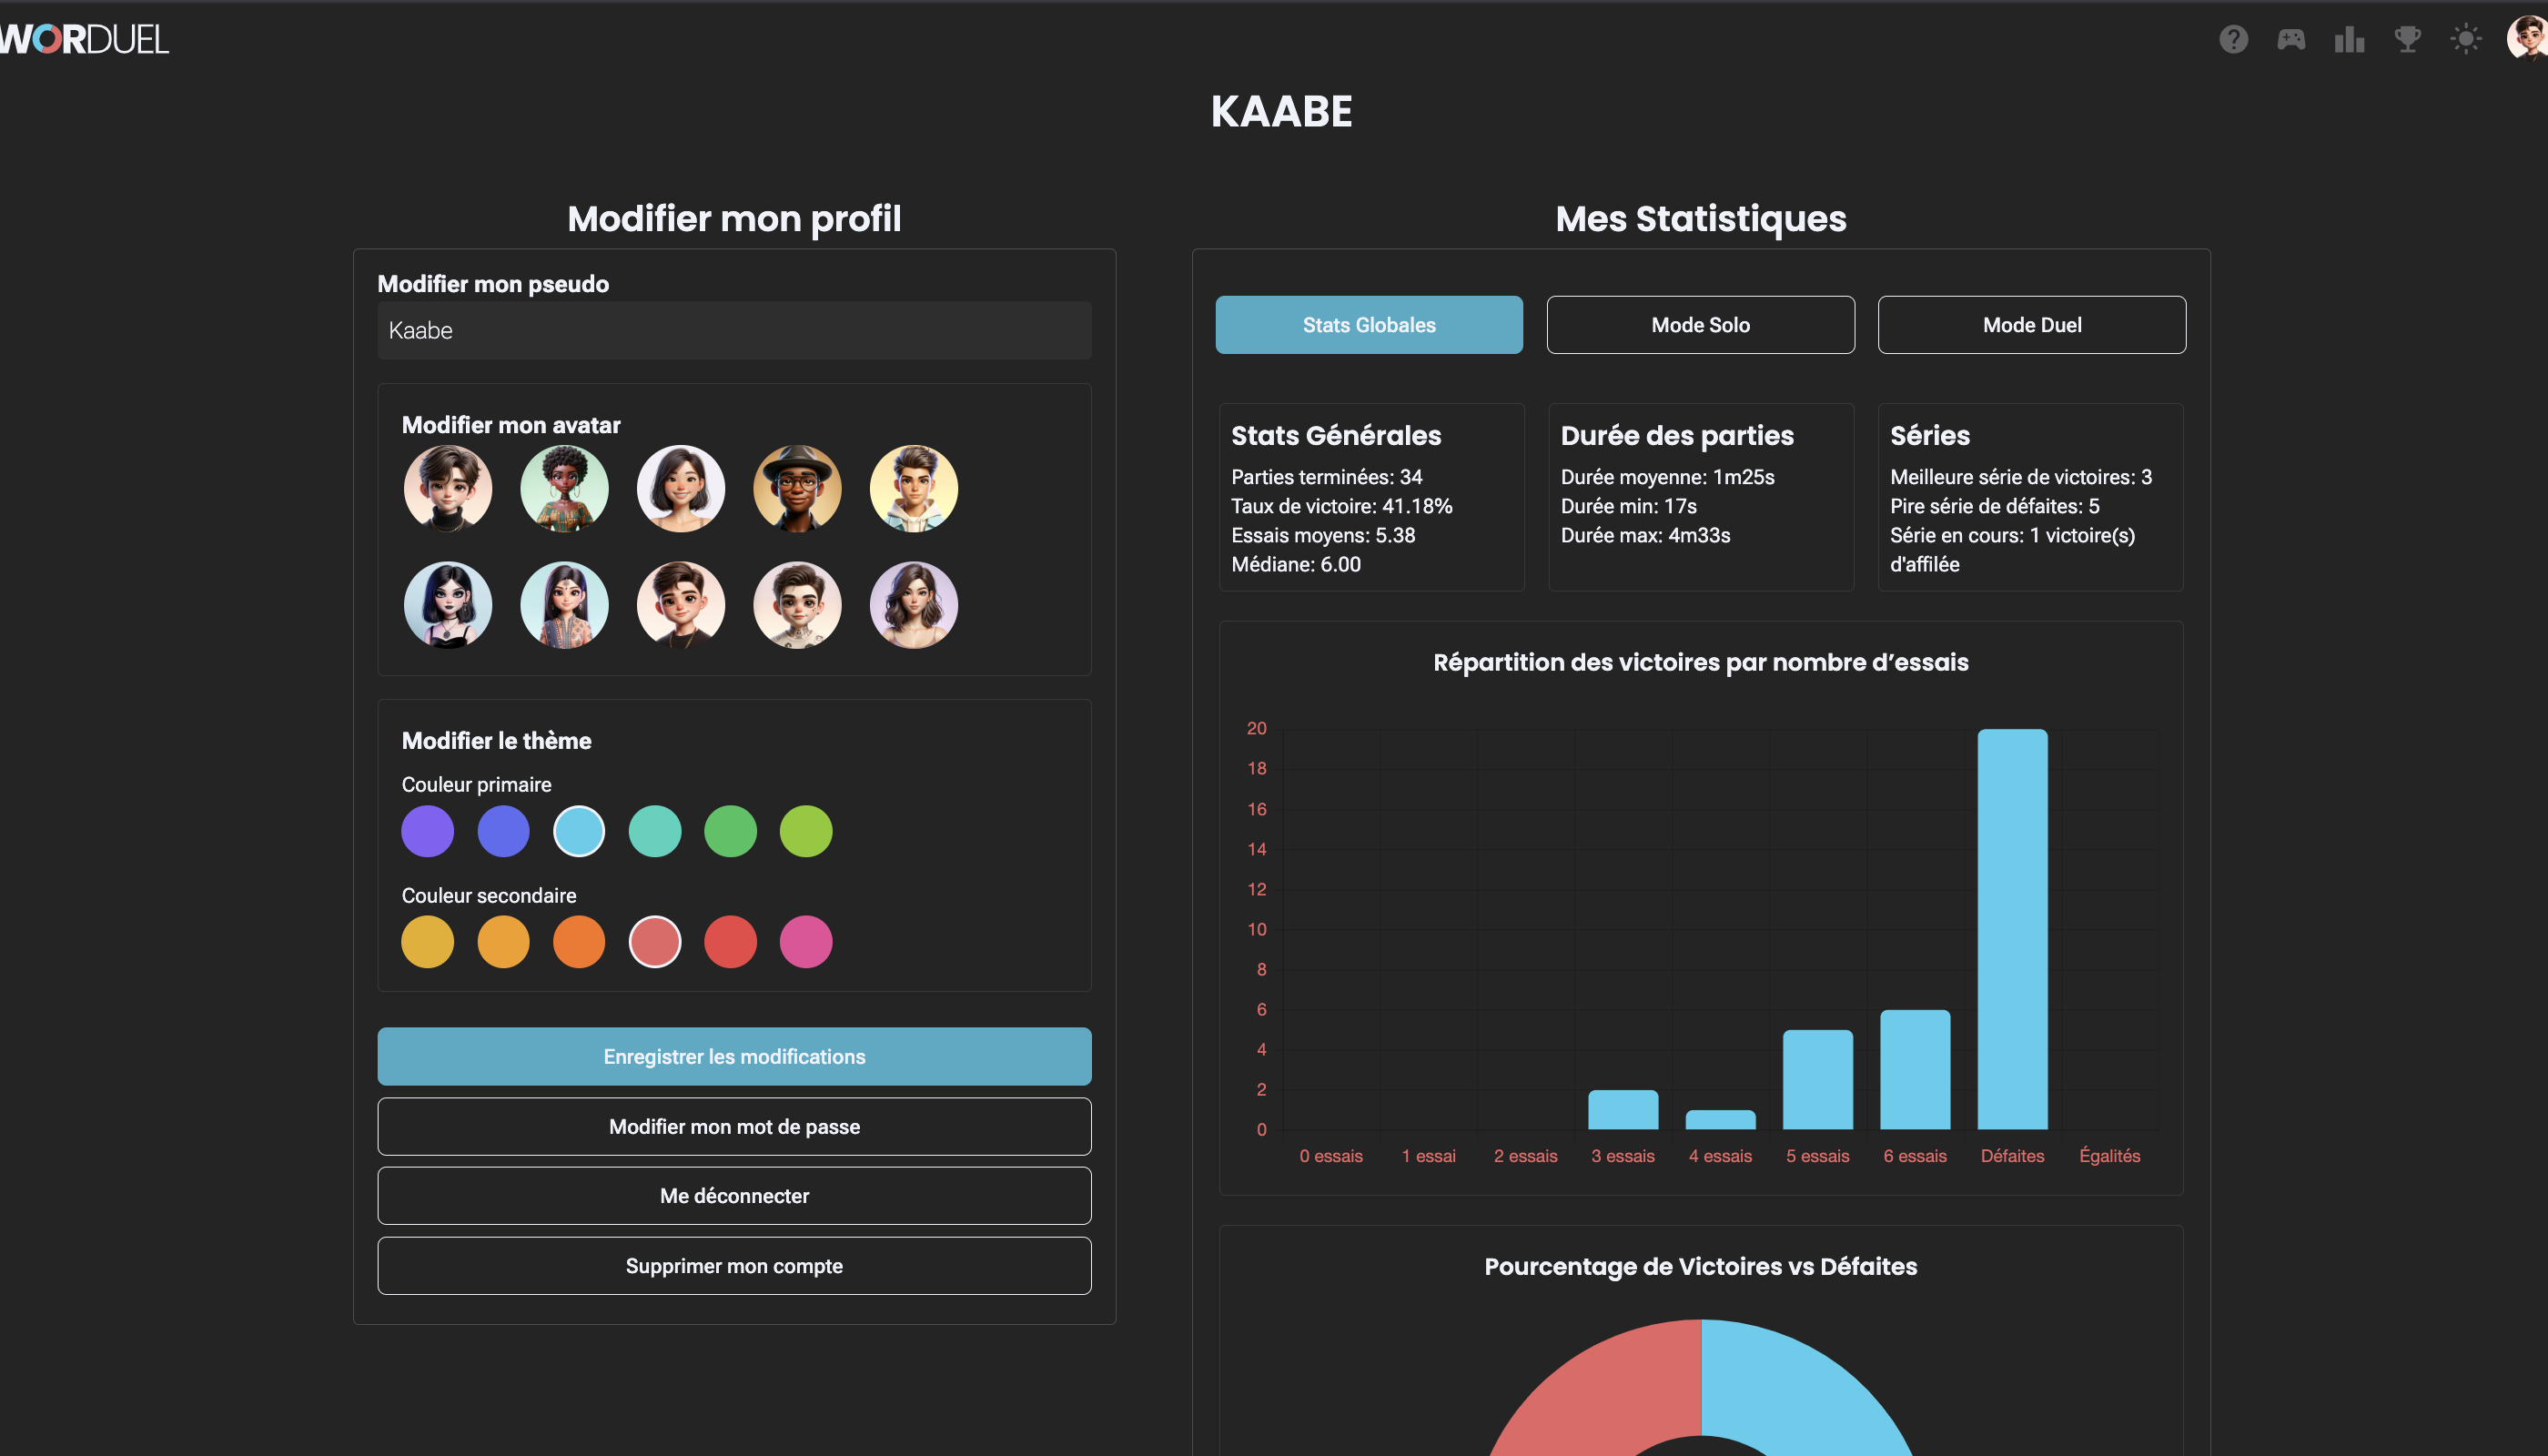 WORDUEL
KAABE
Modifier mon profil
Modifier mon pseudo
Kaabe
Modifier mon avatar
Modifier le thème
Couleur primaire
Couleur secondaire
Enregistrer les modifications
Modifier mon mot de passe
Me déconnecter
Supprimer mon compte
Mes Statistiques
Stats Globales
Mode Solo
Mode Duel
Stats Générales
Parties terminées: 34
Taux de victoire: 41.18%
Essais moyens: 5.38
Médiane: 6.00
Durée des parties
Durée moyenne: 1m25s
Durée min: 17s
Durée max: 4m33s
Séries
Meilleure série de victoires: 3
Pire série de défaites: 5
Série en cours: 1 victoire(s)
d'affilée
Répartition des victoires par nombre d’essais
20
18
16
14
12
10
8
6
4
2
0
0 essais
1 essai
2 essais
3 essais
4 essais
5 essais
6 essais
Défaites
Égalités
Pourcentage de Victoires vs Défaites